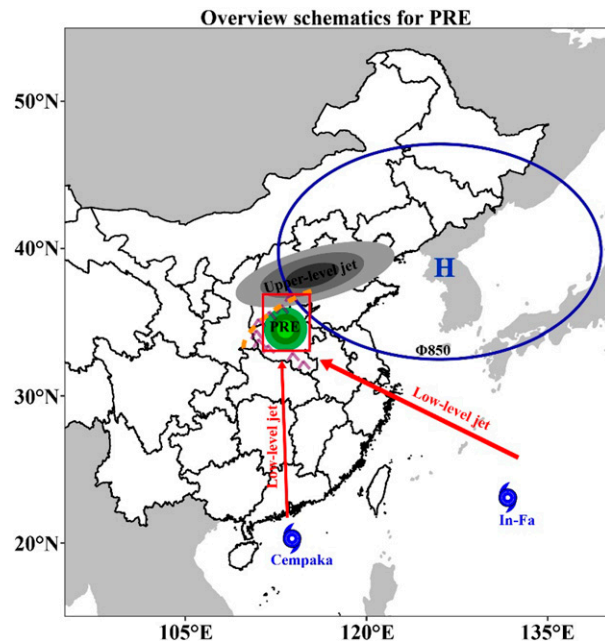 Overview schematics for PRE
50°N
40°N
30°N
20°N
105°E
120°E
135°E
Upper-level jet
H
PRE
Φ850
Low-level jet
Low-level jet
In-Fa
Cempaka